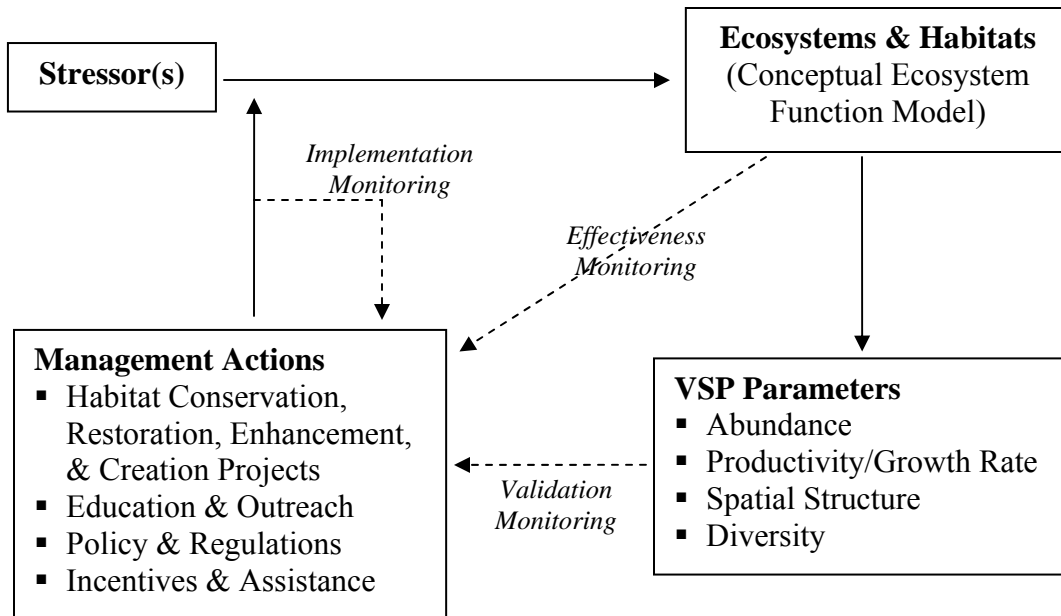 Stressor(s)
Ecosystems & Habitats
(Conceptual Ecosystem
Function Model)
Implementation
Monitoring
Effectiveness
Monitoring
Management Actions
▪ Habitat Conservation,
Restoration, Enhancement,
& Creation Projects
▪ Education & Outreach
▪ Policy & Regulations
▪ Incentives & Assistance
Validation
Monitoring
VSP Parameters
▪ Abundance
▪ Productivity/Growth Rate
▪ Spatial Structure
▪ Diversity